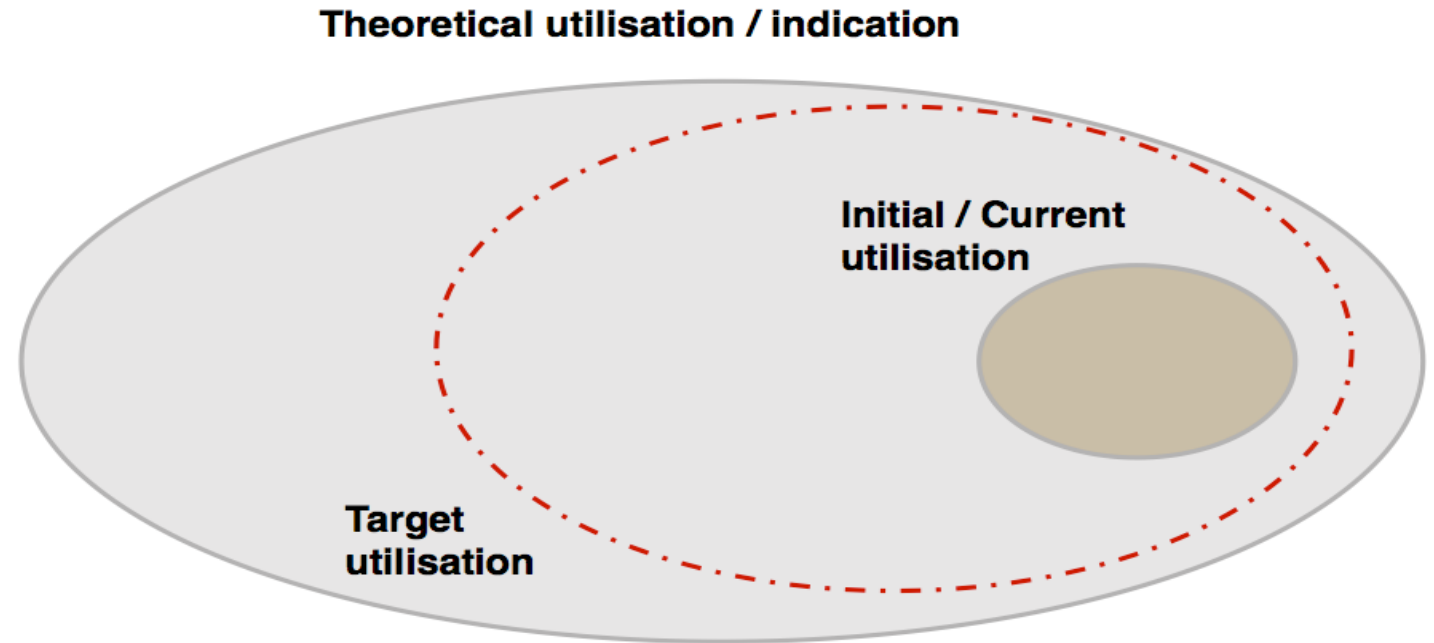 Theoretical utilisation / indication
Initial / Current
utilisation
Target
utilisation